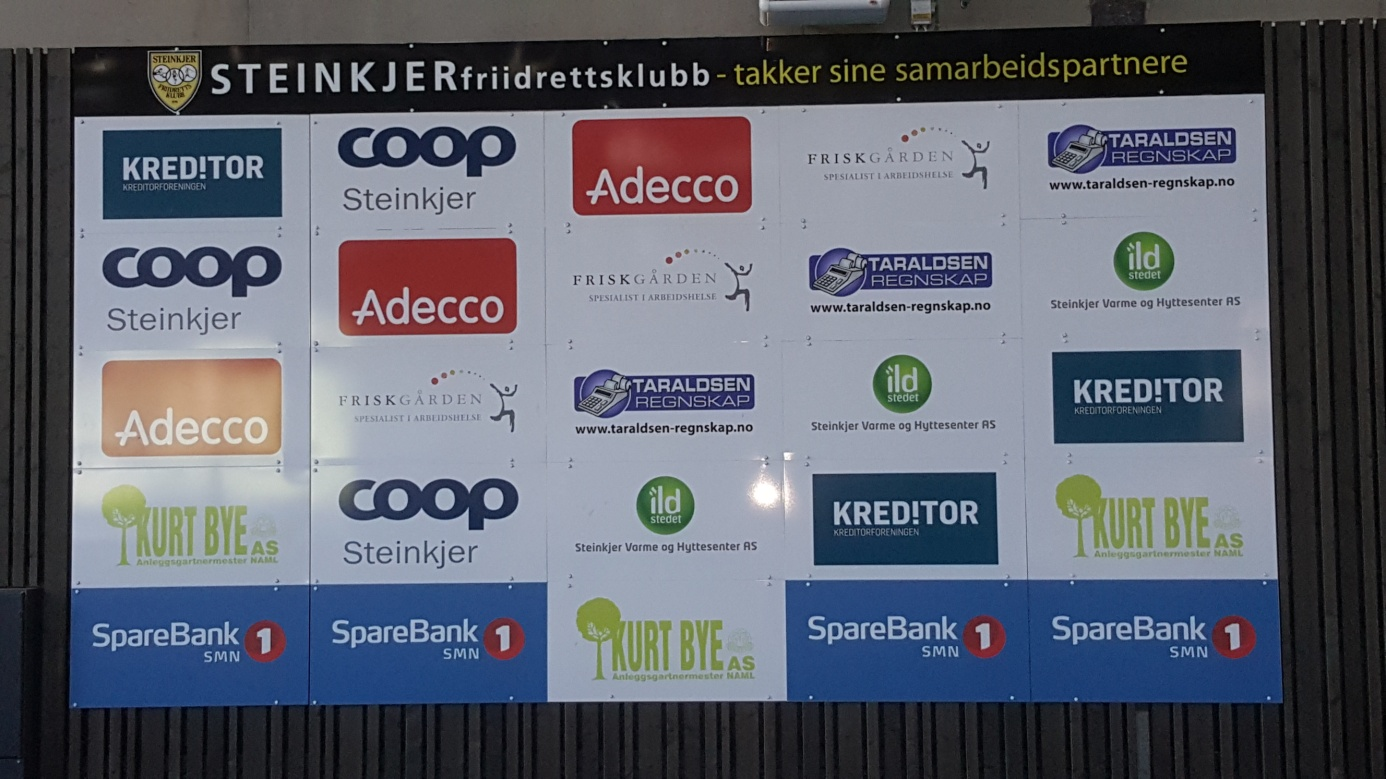 STEINKJER friidrettsklubb - takker sine samarbeidspartnere
STEINKJER
FRIIDRETTS
KLUBB
KRED!TOR
KREDITORFORENINGEN
coop
Steinkjer
Adecco
FRISKGÅRDEN
SPESIALIST I ARBEIDSHELSE
TARALDSEN
REGNSKAP
www.taraldsen-regnskap.no
coop
Steinkjer
Adecco
FRISKGÅRDEN
SPESIALIST I ARBEIDSHELSE
TARALDSEN
REGNSKAP
www.taraldsen-regnskap.no
ild
stedet
Steinkjer Varme og Hyttesenter AS
Adecco
FRISKGÅRDEN
SPESIALIST I ARBEIDSHELSE
TARALDSEN
REGNSKAP
www.taraldsen-regnskap.no
ild
stedet
Steinkjer Varme og Hyttesenter AS
KRED!TOR
KREDITORFORENINGEN
KURT BYE AS
Anleggsgartnermester NAML
coop
Steinkjer
ild
stedet
Steinkjer Varme og Hyttesenter AS
KRED!TOR
KREDITORFORENINGEN
KURT BYE AS
Anleggsgartnermester NAML
SpareBank 1
SMN
SpareBank 1
SMN
KURT BYE AS
Anleggsgartnermester NAML
SpareBank 1
SMN
SpareBank 1
SMN